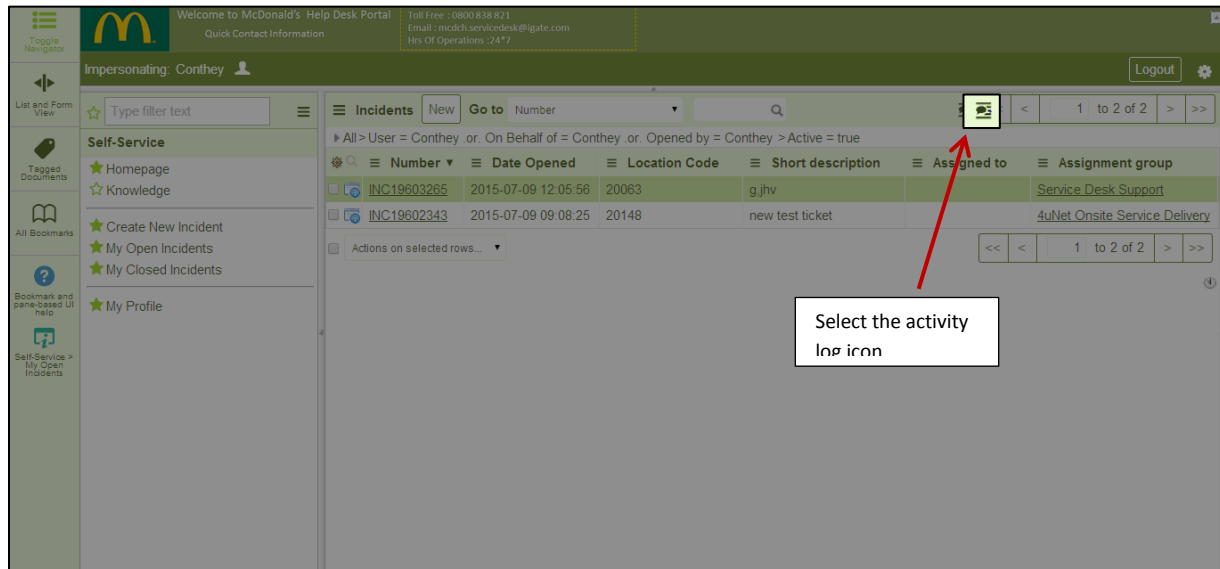 Toggle
Navigator
Welcome to McDonald's Help Desk Portal
Quick Contact Information
Toll Free : 0800 838 821
Email : mcdch.servicedesk@igate.com
Hrs Of Operations :24*7
Impersonating: Conthey
Logout
List and Form
View
Type filter text
Incidents New Go to Number
< 1 to 2 of 2 > >>
All > User = Conthey .or. On Behalf of = Conthey .or. Opened by = Conthey > Active = true
Self-Service
Homepage
Knowledge
Create New Incident
My Open Incidents
My Closed Incidents
My Profile
Tagged
Documents
All Bookmarks
Bookmark and
pane-based UI
help
Self-Service >
My Open
Incidents
Number ▼ Date Opened Location Code Short description Assigned to Assignment group
INC19603265 2015-07-09 12:05:56 20063 g,jhv Service Desk Support
INC19602343 2015-07-09 09:08:25 20148 new test ticket 4uNet Onsite Service Delivery
Actions on selected rows...
<< < 1 to 2 of 2 > >>
Select the activity
log icon